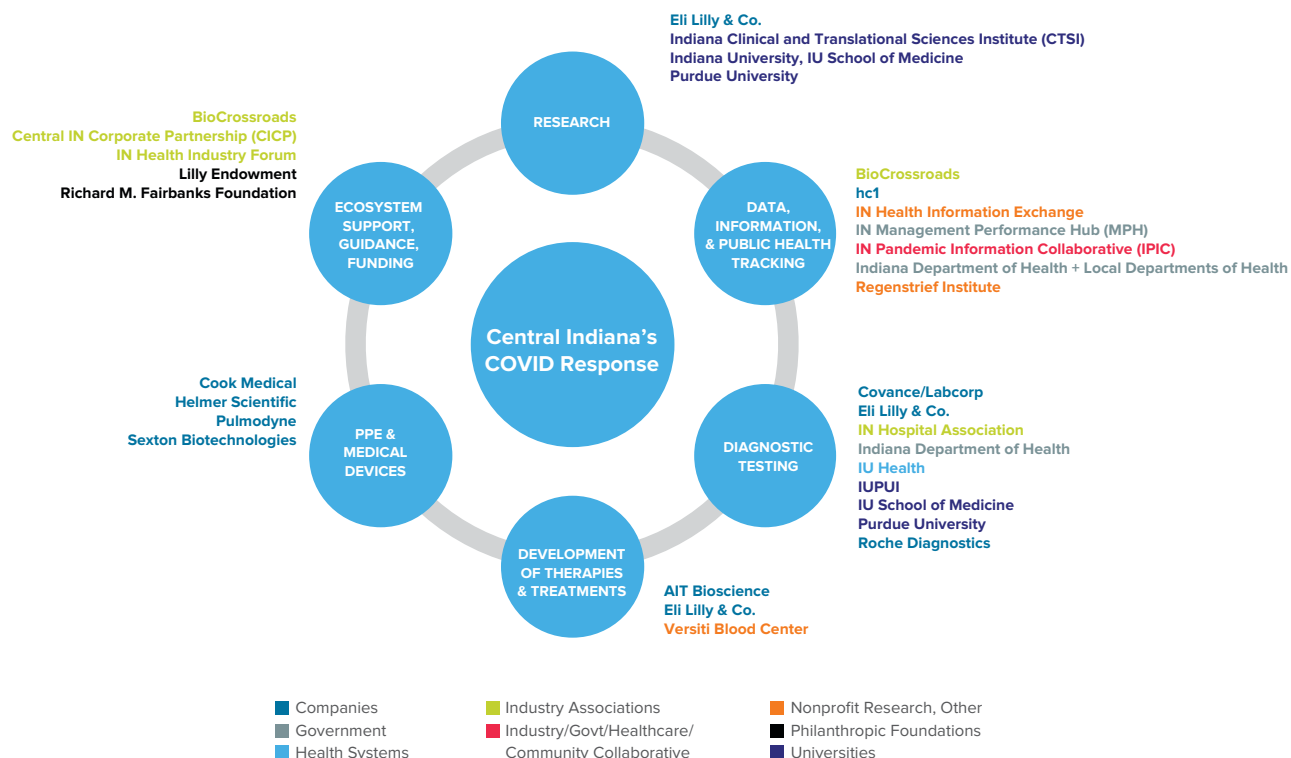 Eli Lilly & Co.
Indiana Clinical and Translational Sciences Institute (CTSI)
Indiana University, IU School of Medicine
Purdue University
RESEARCH
BioCrossroads
Central IN Corporate Partnership (CICP)
IN Health Industry Forum
Lilly Endowment
Richard M. Fairbanks Foundation
ECOSYSTEM
SUPPORT,
GUIDANCE,
FUNDING
DATA,
INFORMATION,
& PUBLIC HEALTH
TRACKING
BioCrossroads
hc1
IN Health Information Exchange
IN Management Performance Hub (MPH)
IN Pandemic Information Collaborative (IPIC)
Indiana Department of Health + Local Departments of Health
Regenstrief Institute
Central Indiana's
COVID Response
Cook Medical
Helmer Scientific
Pulmodyne
Sexton Biotechnologies
PPE &
MEDICAL
DEVICES
DIAGNOSTIC
TESTING
Covance/Labcorp
Eli Lilly & Co.
IN Hospital Association
Indiana Department of Health
IU Health
IUPUI
IU School of Medicine
Purdue University
Roche Diagnostics
DEVELOPMENT
OF THERAPIES
& TREATMENTS
AIT Bioscience
Eli Lilly & Co.
Versiti Blood Center
Companies
Government
Health Systems
Industry Associations
Industry/Govt/Healthcare/
Community Collaborative
Nonprofit Research, Other
Philanthropic Foundations
Universities